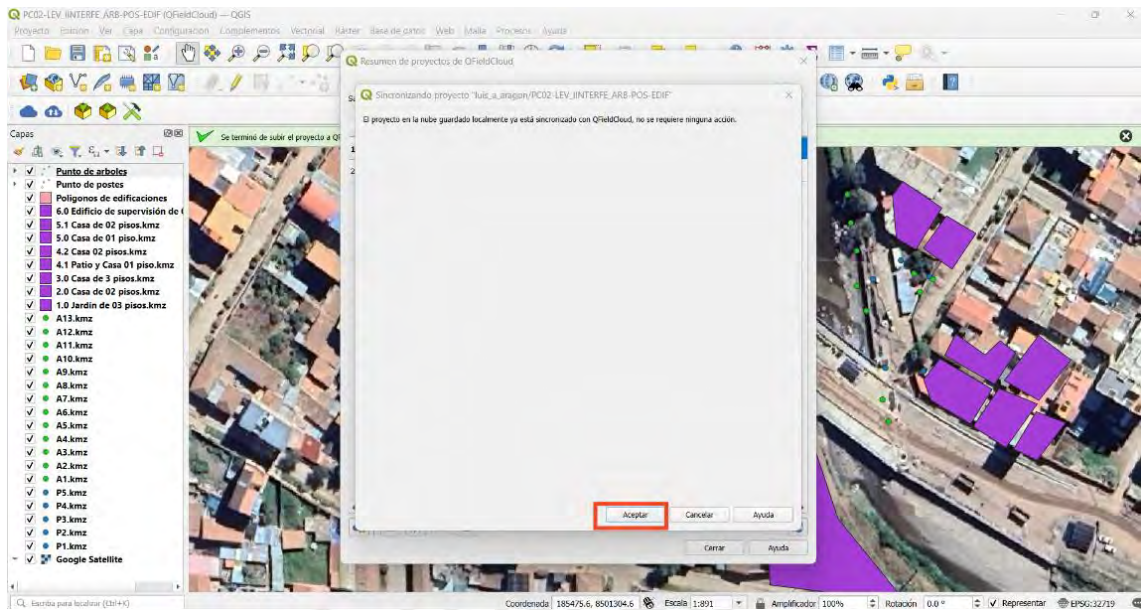 PC02-LEV_IINTERFE_ARB-POS-EDIF (QFieldCloud) — QGIS
Proyecto Edición Ver Capa Configuración Complementos Vectorial Ráster Base de datos Web Malla Procesos Ayuda
Resumen de proyectos de QFieldCloud
Sincronizando proyecto "luis_a_aragon/PC02-LEV_IINTERFE_ARB-POS-EDIF"
El proyecto en la nube guardado localmente ya está sincronizado con QFieldCloud, no se requiere ninguna acción.
Capas
Se terminó de subir el proyecto a QF
Punto de arboles
Punto de postes
Poligonos de edificaciones
6.0 Edificio de supervisión de
5.1 Casa de 02 pisos.kmz
5.0 Casa de 01 piso.kmz
4.2 Casa 02 pisos.kmz
4.1 Patio y Casa 01 piso.kmz
3.0 Casa de 3 pisos.kmz
2.0 Casa de 02 pisos.kmz
1.0 Jardín de 03 pisos.kmz
A13.kmz
A12.kmz
A11.kmz
A10.kmz
A9.kmz
A8.kmz
A7.kmz
A6.kmz
A5.kmz
A4.kmz
A3.kmz
A2.kmz
A1.kmz
P5.kmz
P4.kmz
P3.kmz
P2.kmz
P1.kmz
Google Satellite
Aceptar Cancelar Ayuda
Cerrar Ayuda
Escriba para localizar (Ctrl+K)
Coordenada 185475.6, 8501304.6 Escala 1:891 Amplificador 100% Rotación 0.0 ° Representar EPSG:32719